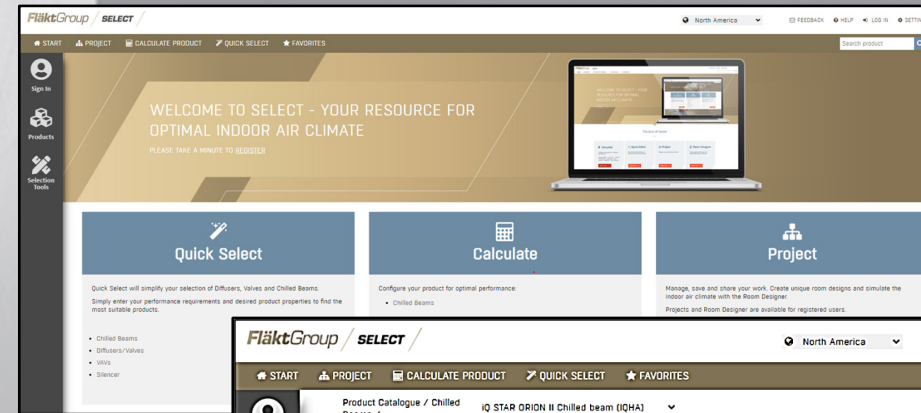 FläktGroup SELECT
North America
FEEDBACK HELP LOG IN SETTIN
START PROJECT CALCULATE PRODUCT QUICK SELECT FAVORITES
Search product
Sign In
Products
Selection
Tools
WELCOME TO SELECT - YOUR RESOURCE FOR
OPTIMAL INDOOR AIR CLIMATE
PLEASE TAKE A MINUTE TO REGISTER
Quick Select
Quick Select will simplify your selection of Diffusers, Valves and Chilled Beams.
Simply enter your performance requirements and desired product properties to find the
most suitable products.
Chilled Beams
Diffusers/Valves
VAVs
Silencer
Calculate
Configure your product for optimal performance:
Chilled Beams
Project
Manage, save and share your work. Create unique room designs and simulate the
indoor air climate with the Room Designer.
Projects and Room Designer are available for registered users.
FläktGroup SELECT
North America
START PROJECT CALCULATE PRODUCT QUICK SELECT FAVORITES
Product Catalogue / Chilled
iQ STAR ORION II Chilled beam (IQHA)